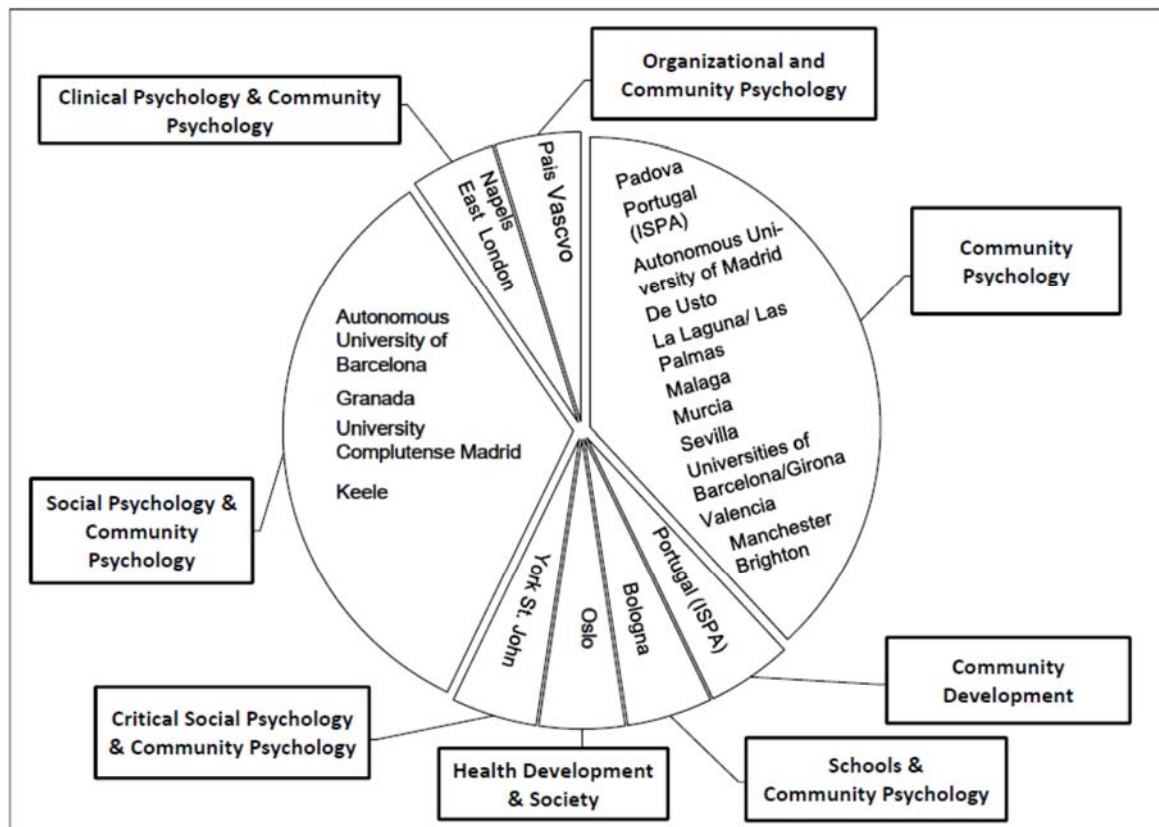 Organizational and
Community Psychology
Clinical Psychology & Community
Psychology
Pais Vascvo
Napels
East London
Padova
Portugal
(ISPA)
Autonomous Uni-
versity of Madrid
De Usto
La Laguna/ Las
Palmas
Malaga
Murcia
Sevilla
Universities of
Barcelona/Girona
Valencia
Manchester
Brighton
Community
Psychology
Autonomous
University of
Barcelona
Granada
University
Complutense Madrid
Keele
Social Psychology &
Community
Psychology
York St. John
Oslo
Bologna
Portugal (ISPA)
Community
Development
Critical Social Psychology
& Community Psychology
Health Development
& Society
Schools &
Community Psychology